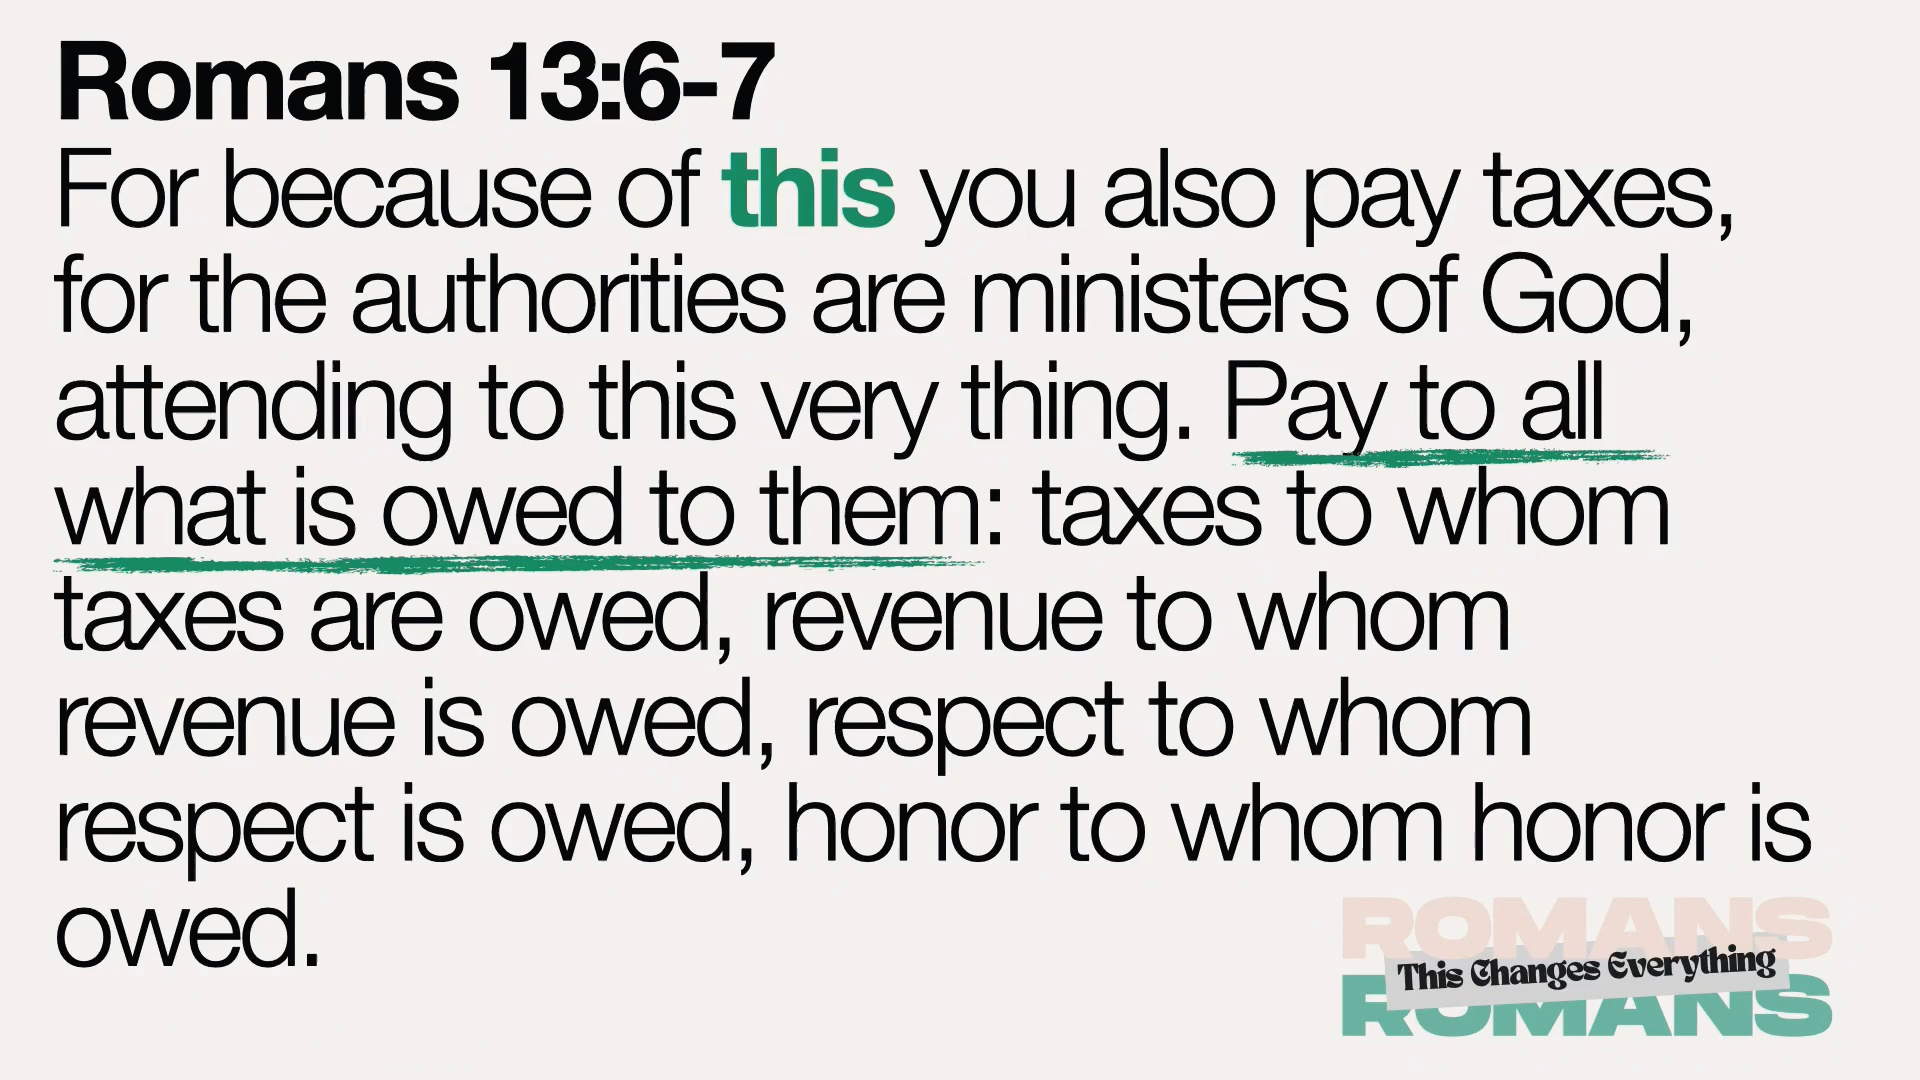 Romans 13:6-7
For because of this you also pay taxes,
for the authorities are ministers of God,
attending to this very thing. Pay to all
what is owed to them: taxes to whom
taxes are owed, revenue to whom
revenue is owed, respect to whom
respect is owed, honor to whom honor is
owed.
ROMANS
This Changes Everything
ROMANS